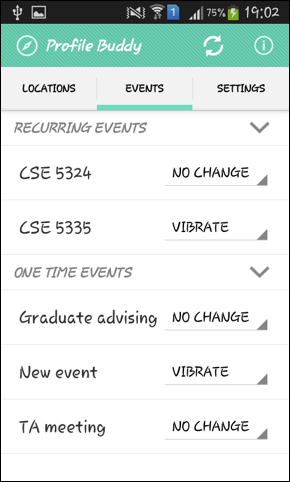 1 75% 19:02
Profile Buddy
LOCATIONS EVENTS SETTINGS
RECURRING EVENTS
CSE 5324 NO CHANGE
CSE 5335 VIBRATE
ONE TIME EVENTS
Graduate advising NO CHANGE
New event VIBRATE
TA meeting NO CHANGE